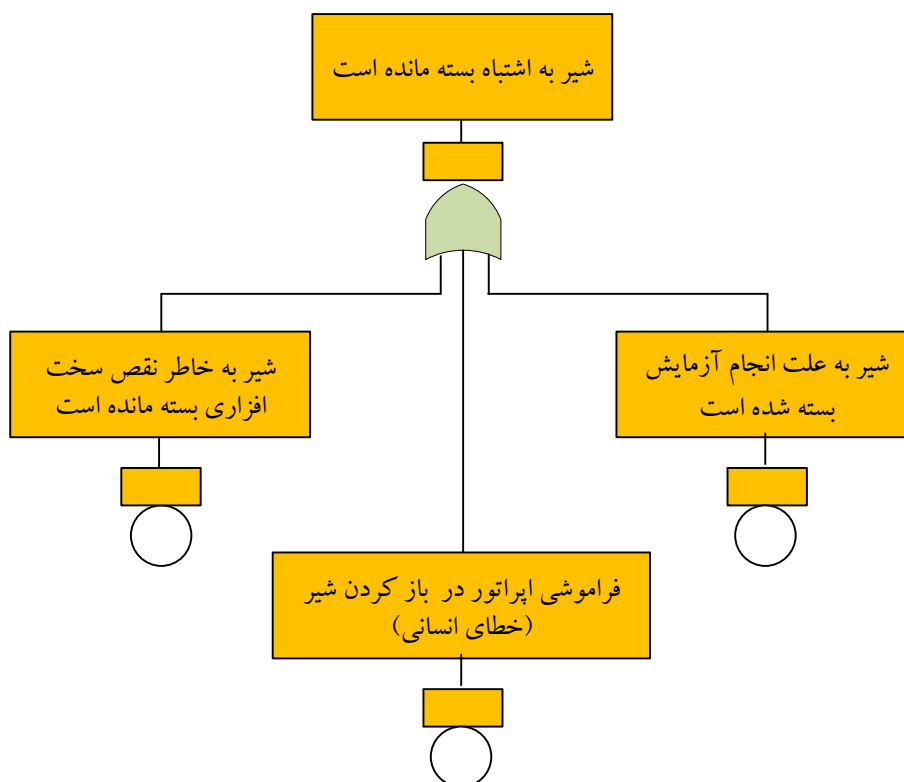 شیر به اشتباه بسته مانده است
شیر به علت انجام آزمایش
بسته شده است
شیر به خاطر نقص سخت
افزاری بسته مانده است
فراموشی اپراتور در باز کردن شیر
(خطای انسانی)